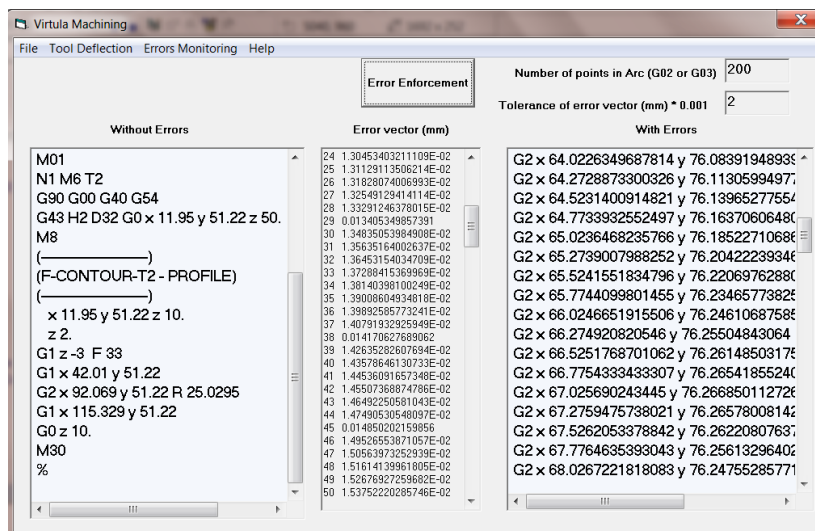 Virtula Machining
File Tool Deflection Errors Monitoring Help
Error Enforcement
Number of points in Arc (G02 or G03) 200
Tolerance of error vector (mm) * 0.001 2
Without Errors
M01
N1 M6 T2
G90 G00 G40 G54
G43 H2 D32 G0 x 11.95 y 51.22 z 50.
M8
(——————)
(F-CONTOUR-T2 - PROFILE)
(——————)
x 11.95 y 51.22 z 10.
z 2.
G1 z -3 F 33
G1 x 42.01 y 51.22
G2 x 92.069 y 51.22 R 25.0295
G1 x 115.329 y 51.22
G0 z 10.
M30
%
Error vector (mm)
24 1.30453403211109E-02
25 1.31129113506214E-02
26 1.31828074006993E-02
27 1.32549129414114E-02
28 1.33291246378015E-02
29 0.013405349857391
30 1.34835053984908E-02
31 1.35635164002637E-02
32 1.36453154034709E-02
33 1.37288415369969E-02
34 1.38140398100249E-02
35 1.39008604934818E-02
36 1.39892585773241E-02
37 1.40791932925949E-02
38 0.014170627689062
39 1.42635282607694E-02
40 1.43578646130733E-02
41 1.44536091657348E-02
42 1.45507368874786E-02
43 1.46492250581043E-02
44 1.47490530548097E-02
45 0.014850202159856
46 1.49526553871057E-02
47 1.50563973252939E-02
48 1.51614139961805E-02
49 1.52676927259682E-02
50 1.53752220285746E-02
With Errors
G2 x 64.0226349687814 y 76.08391948939
G2 x 64.2728873300326 y 76.11305994977
G2 x 64.5231400914821 y 76.13965277554
G2 x 64.7733932552497 y 76.16370606480
G2 x 65.0236468235766 y 76.18522710686
G2 x 65.2739007988252 y 76.20422239346
G2 x 65.5241551834796 y 76.22069762880
G2 x 65.7744099801455 y 76.23465773825
G2 x 66.0246651915506 y 76.24610687585
G2 x 66.274920820546 y 76.25504843064
G2 x 66.5251768701062 y 76.26148503175
G2 x 66.7754333433307 y 76.26541855240
G2 x 67.025690243445 y 76.266850112726
G2 x 67.2759475738021 y 76.26578008142
G2 x 67.5262053378842 y 76.26220807637
G2 x 67.7764635393043 y 76.25613296402
G2 x 68.0267221818083 y 76.24755285771